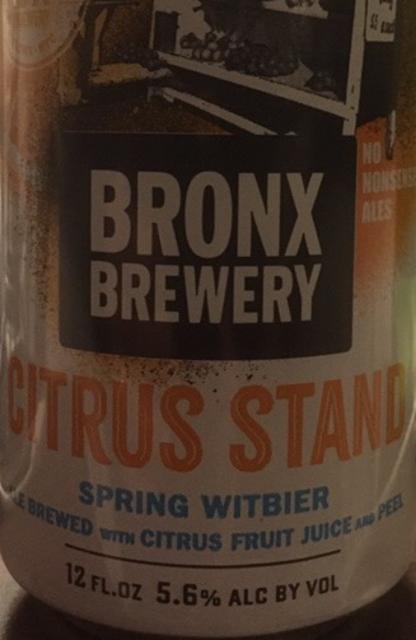 NO
NONSENSE
ALES
BRONX
BREWERY
CITRUS STAND
SPRING WITBIER
BREWED WITH CITRUS FRUIT JUICE AND PEEL
12 FL.OZ 5.6% ALC BY VOL